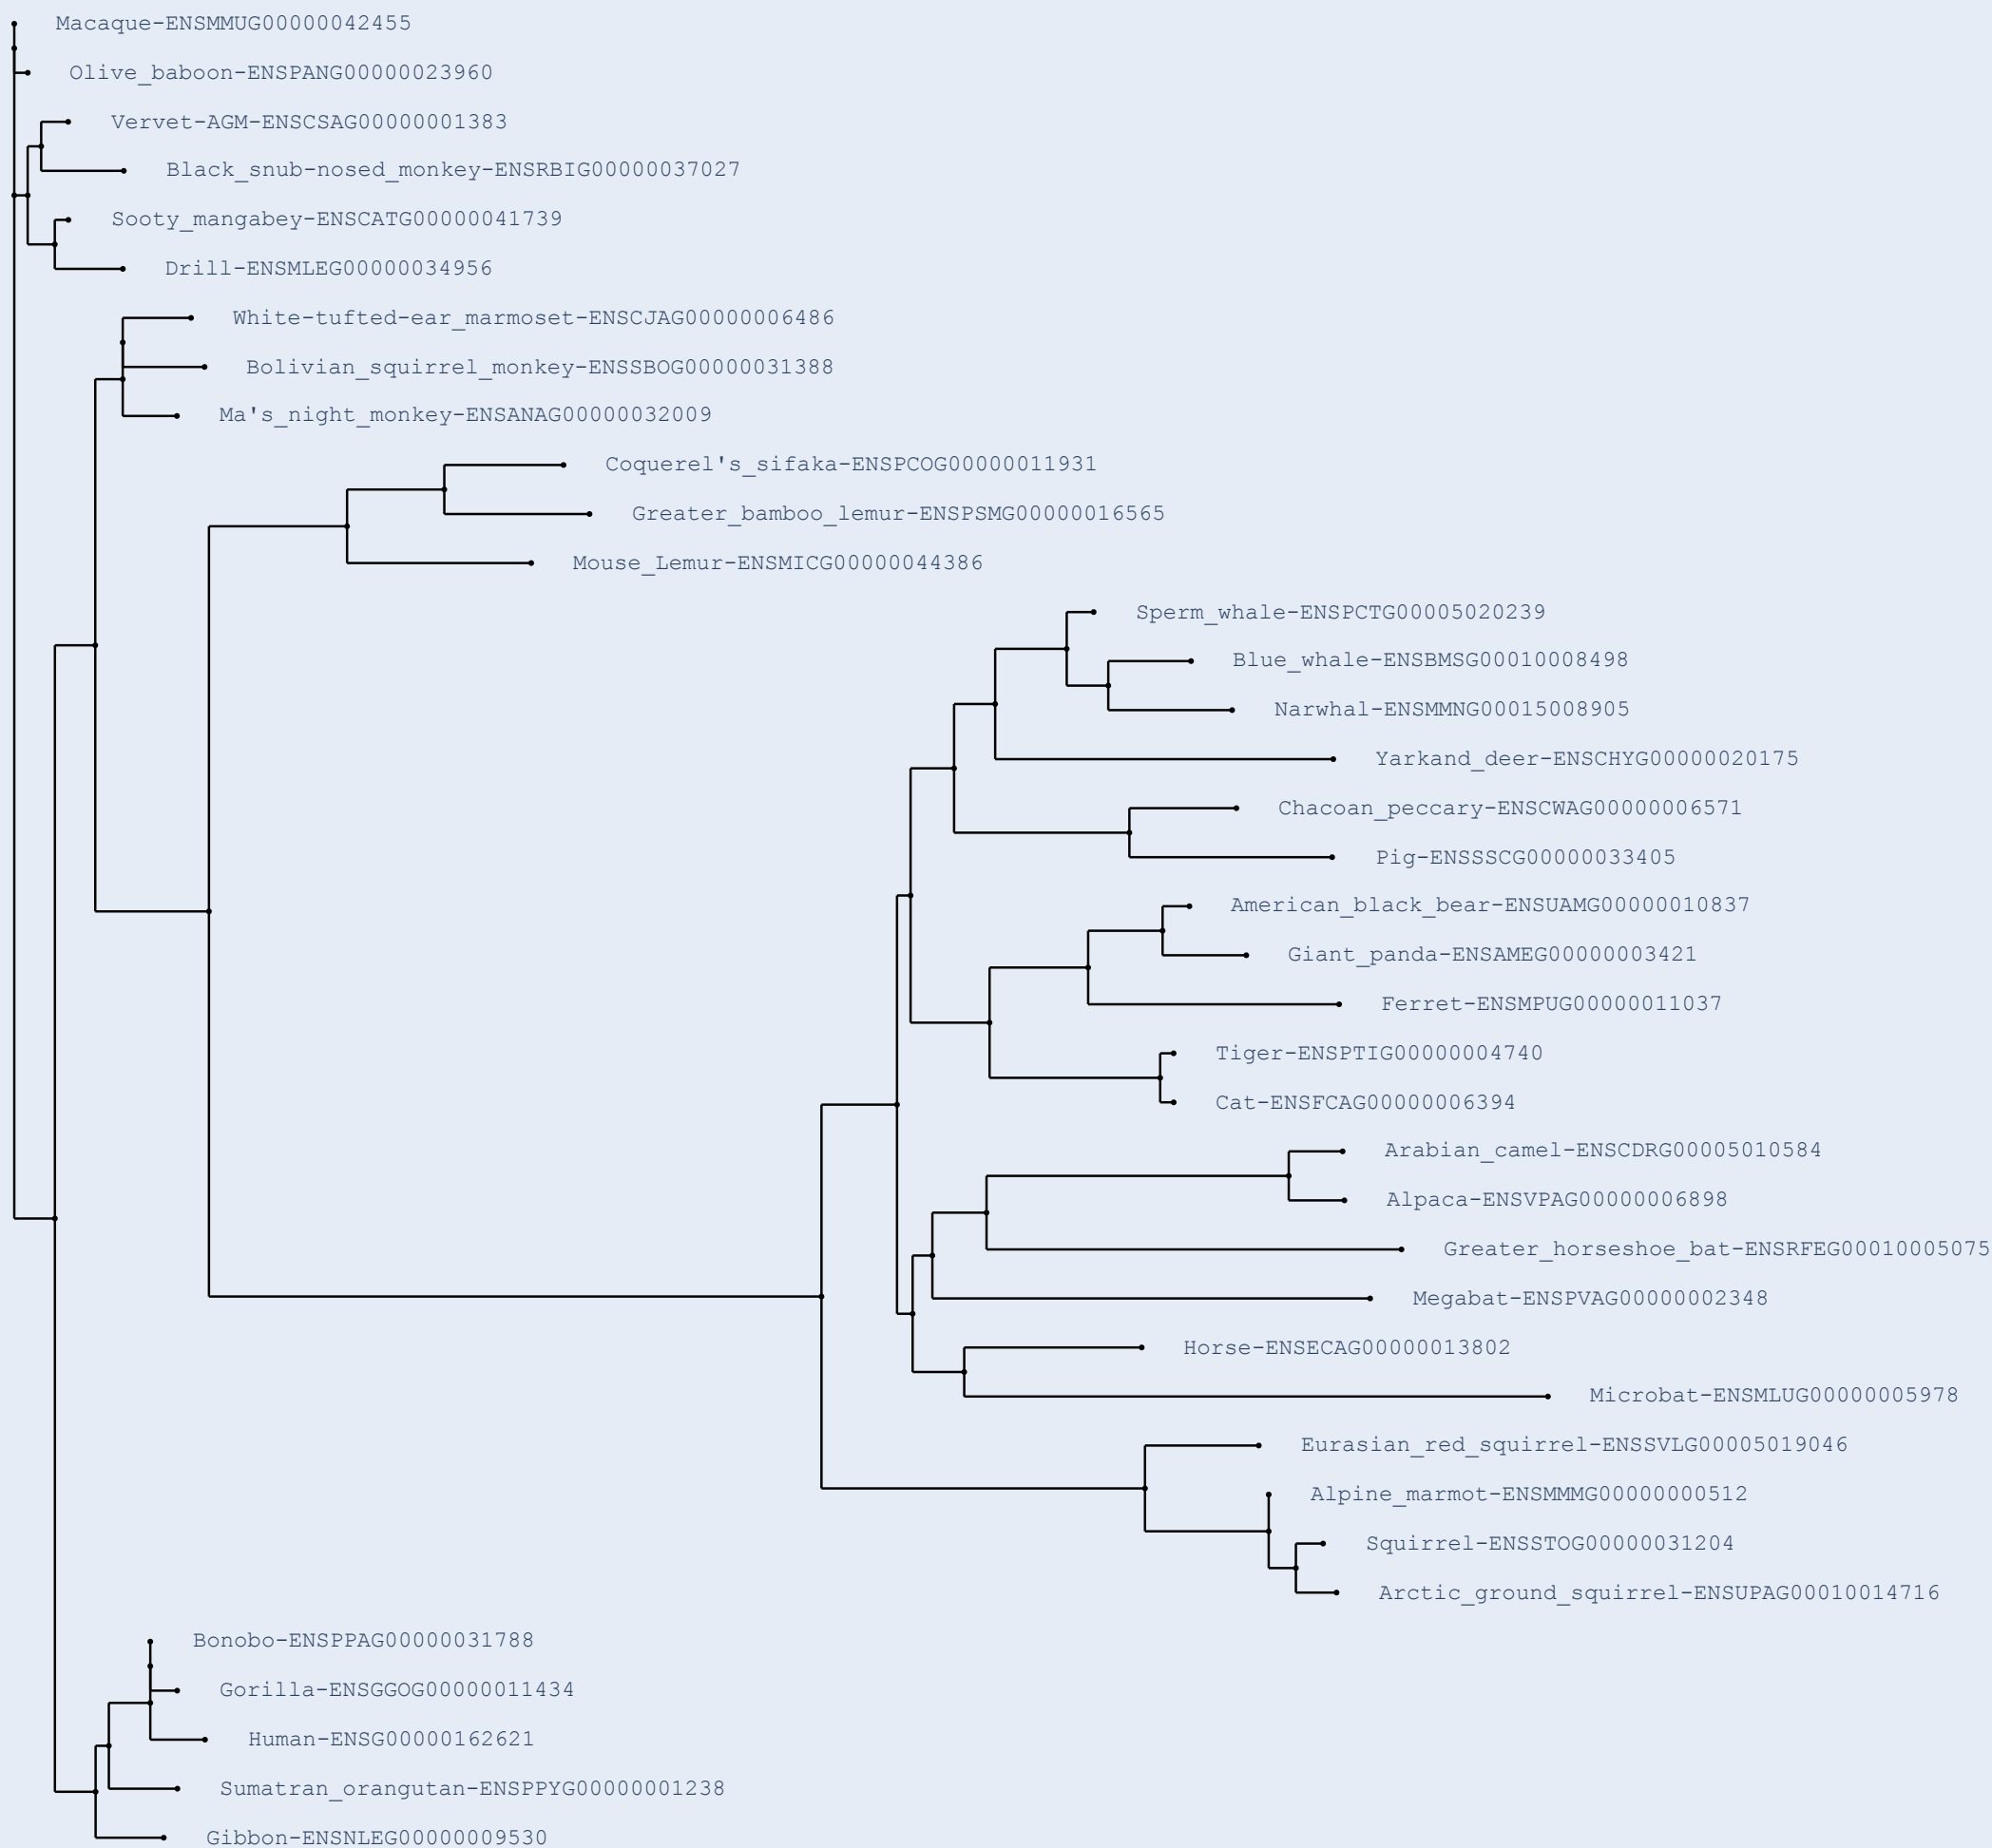 Macaque-ENSMMUG00000042455
Olive_baboon-ENSPANG00000023960
Vervet-AGM-ENSCSAG00000001383
Black_snub-nosed_monkey-ENSRBIG00000037027
Sooty_mangabey-ENSCATG00000041739
Drill-ENSMLEG00000034956
White-tufted-ear_marmoset-ENSCJAG00000006486
Bolivian_squirrel_monkey-ENSSBOG00000031388
Ma's_night_monkey-ENSANAG00000032009
Coquerel's_sifaka-ENSPCOG00000011931
Greater_bamboo_lemur-ENSPSMG00000016565
Mouse_Lemur-ENSMICG00000044386
Sperm_whale-ENSPCTG00005020239
Blue_whale-ENSBMSG00010008498
Narwhal-ENSMMNG00015008905
Yarkand_deer-ENSCHYG00000020175
Chacoan_peccary-ENSCWAG00000006571
Pig-ENSSSCG00000033405
American_black_bear-ENSUAMG00000010837
Giant_panda-ENSAMEG00000003421
Ferret-ENSMPUG00000011037
Tiger-ENSPTIG00000004740
Cat-ENSFCAG00000006394
Arabian_camel-ENSCDRG00005010584
Alpaca-ENSVPAG00000006898
Greater_horseshoe_bat-ENSRFEG00010005075
Megabat-ENSPVAG00000002348
Horse-ENSECAG00000013802
Microbat-ENSMLUG00000005978
Eurasian_red_squirrel-ENSSVLG00005019046
Alpine_marmot-ENSMMMG00000000512
Squirrel-ENSSTOG00000031204
Arctic_ground_squirrel-ENSUPAG00010014716
Bonobo-ENSPPAG00000031788
Gorilla-ENSGGOG00000011434
Human-ENSG00000162621
Sumatran_orangutan-ENSPPYG00000001238
Gibbon-ENSNLEG00000009530